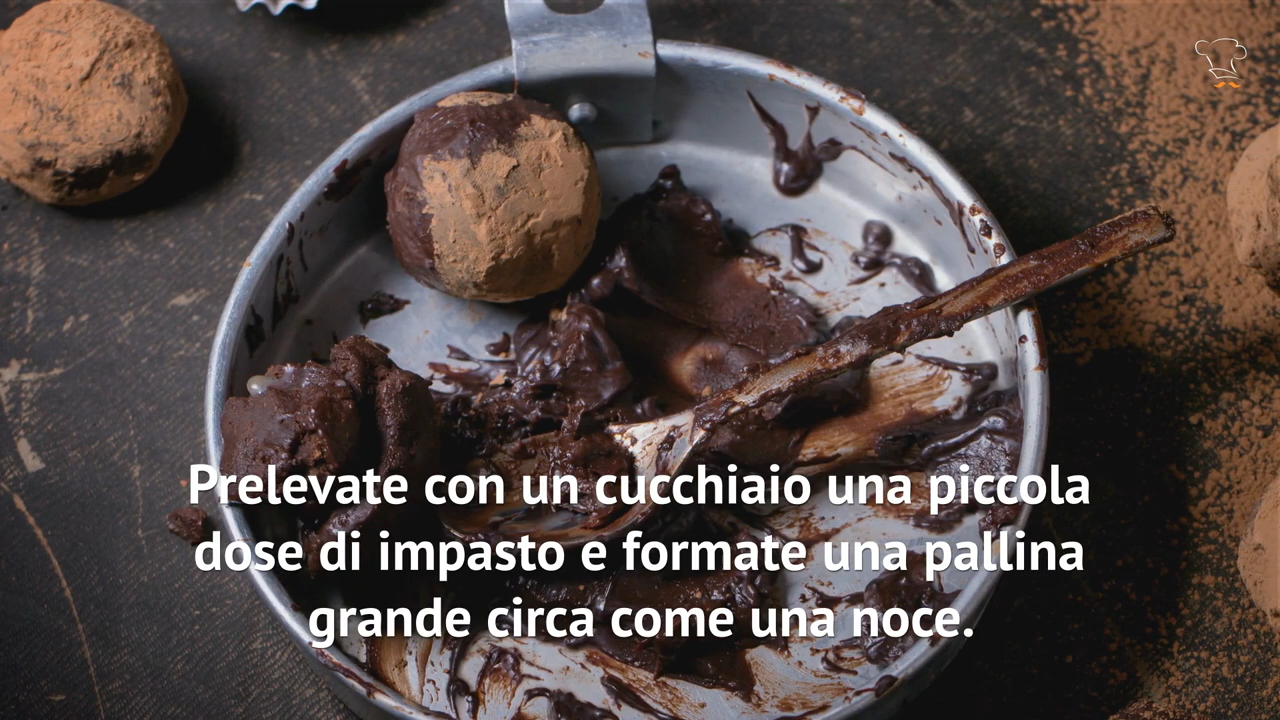 Prelevate con un cucchiaio una piccola
dose di impasto e formate una pallina
grande circa come una noce.